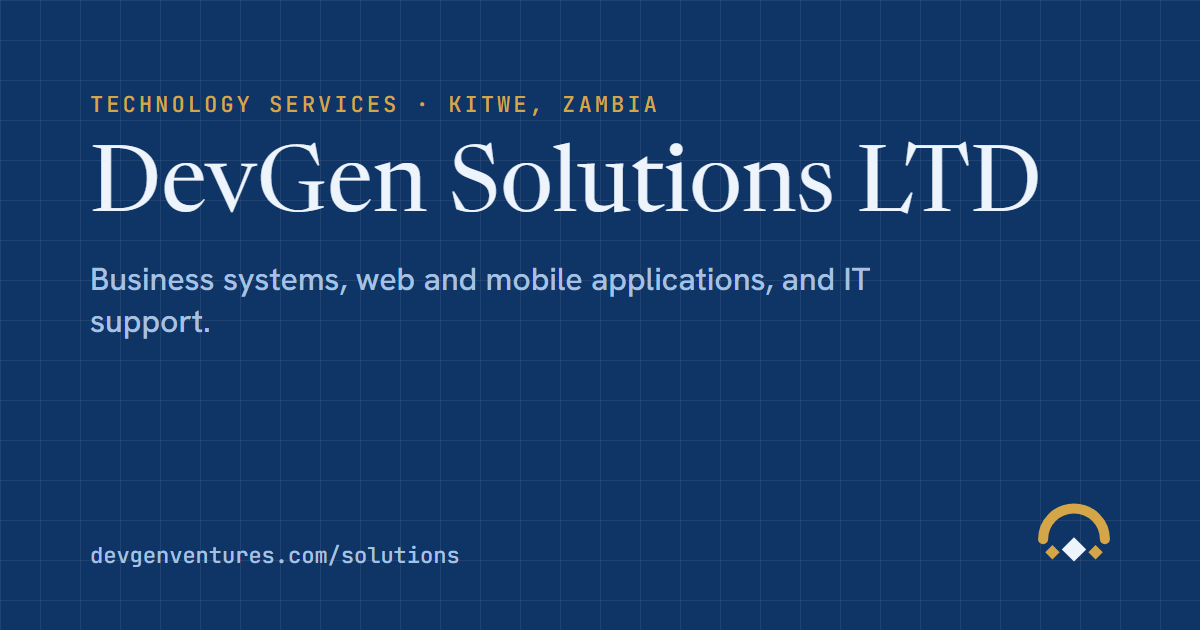 TECHNOLOGY SERVICES · KITWE, ZAMBIA
DevGen Solutions LTD
Business systems, web and mobile applications, and IT
support.
devgenventures.com/solutions